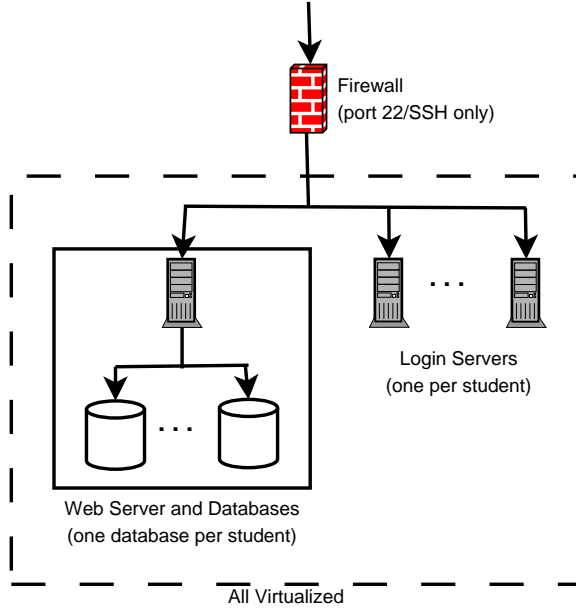 Firewall
(port 22/SSH only)
. . .
Login Servers
(one per student)
. . .
Web Server and Databases
(one database per student)
All Virtualized